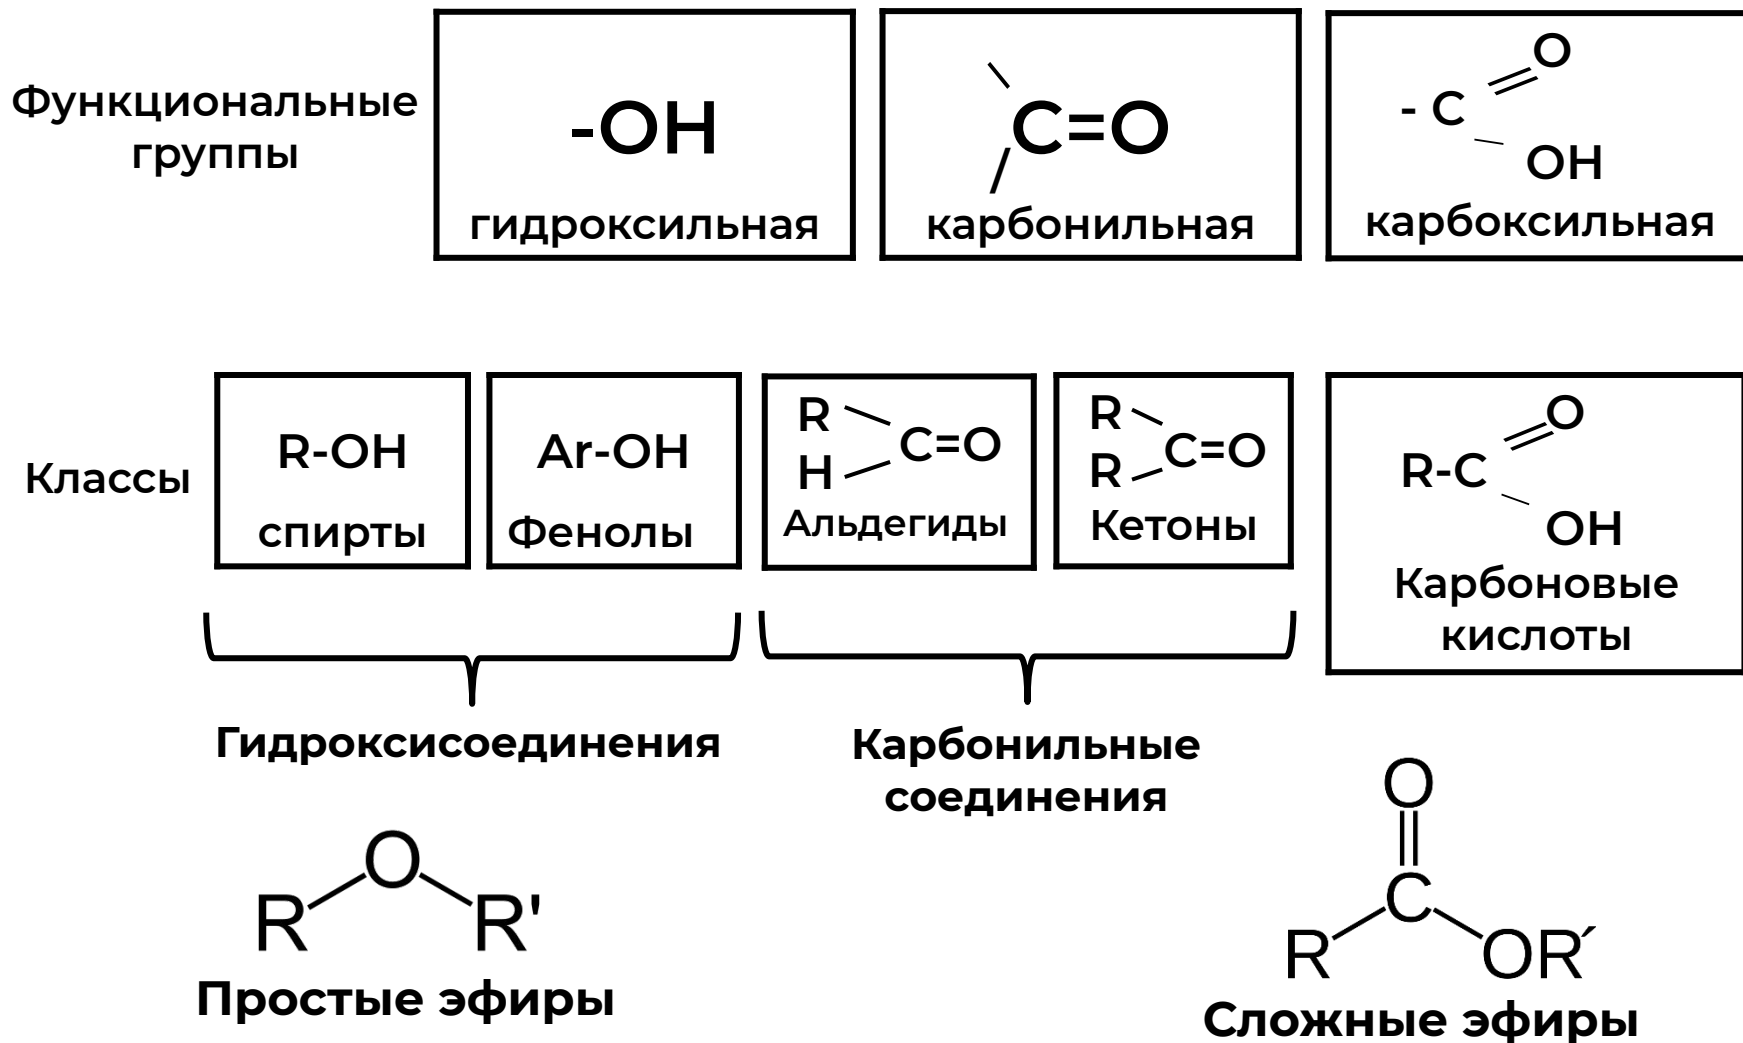 Функциональные
группы
-OH
гидроксильная
C=O
карбонильная
O
- C
OH
карбоксильная
Классы
R-OH
спирты
Ar-OH
Фенолы
R
C=O
H
Альдегиды
R
C=O
R
Кетоны
O
R-C
OH
Карбоновые
кислоты
Гидроксисоединения
Карбонильные
соединения
O
R R'
Простые эфиры
O
C
R OR´
Сложные эфиры